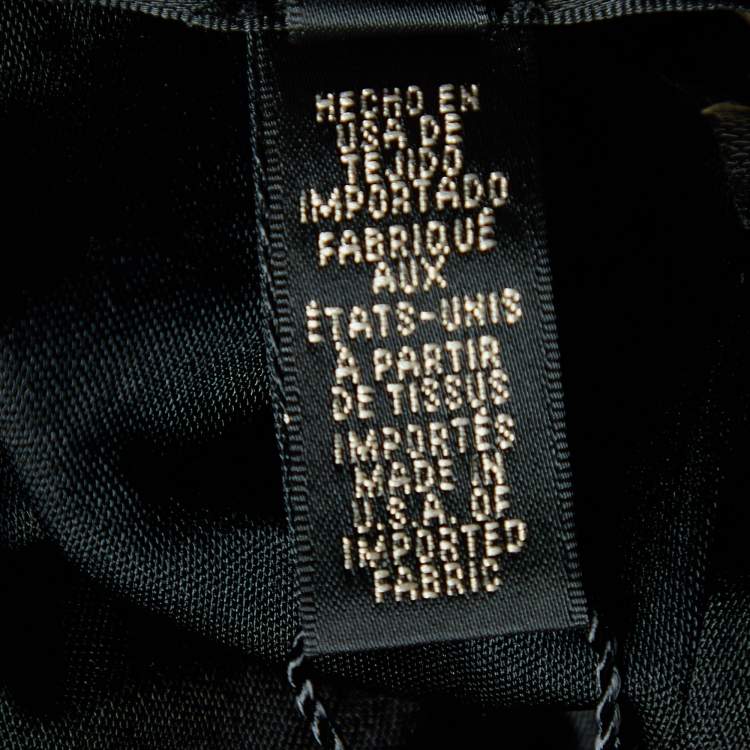 HECHO EN
USA DE
TEJIDO
IMPORTADO
FABRIQUÉ
AUX
ÉTATS-UNIS
À PARTIR
DE TISSUS
IMPORTÉS
MADE IN
U.S.A. OF
IMPORTED
FABRIC